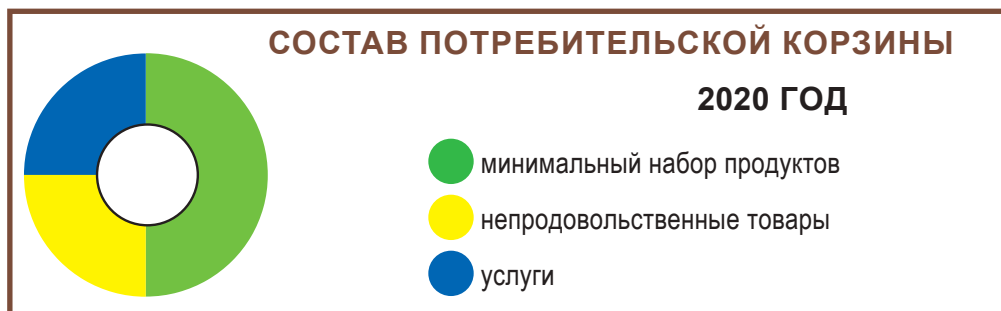 СОСТАВ ПОТРЕБИТЕЛЬСКОЙ КОРЗИНЫ
2020 ГОД
минимальный набор продуктов
непродовольственные товары
услуги